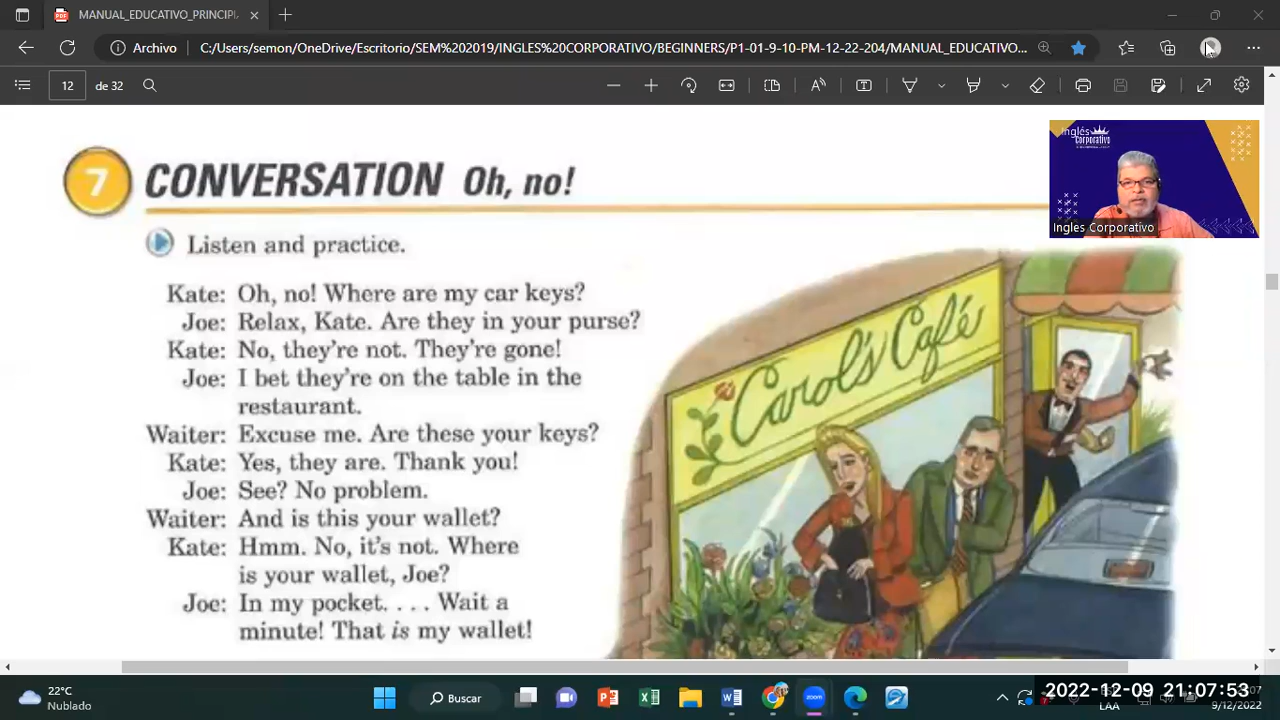 MANUAL_EDUCATIVO_PRINCIPI
Archivo
C:/Users/semon/OneDrive/Escritorio/SEM%202019/INGLES%20CORPORATIVO/BEGINNERS/P1-01-9-10-PM-12-22-204/MANUAL_EDUCATIVO...
12 de 32
7 CONVERSATION Oh, no!
Inglés
Corporativo
Ingles Corporativo
Listen and practice.
Kate: Oh, no! Where are my car keys?
Joe: Relax, Kate. Are they in your purse?
Kate: No, they're not. They're gone!
Joe: I bet they're on the table in the
restaurant.
Waiter: Excuse me. Are these your keys?
Kate: Yes, they are. Thank you!
Joe: See? No problem.
Waiter: And is this your wallet?
Kate: Hmm. No, it's not. Where
is your wallet, Joe?
Joe: In my pocket. . . . Wait a
minute! That is my wallet!
Carol's Café
22°C
Nublado
Buscar
zoom
LAA
2022-12-09 21:07:53
9/12/2022